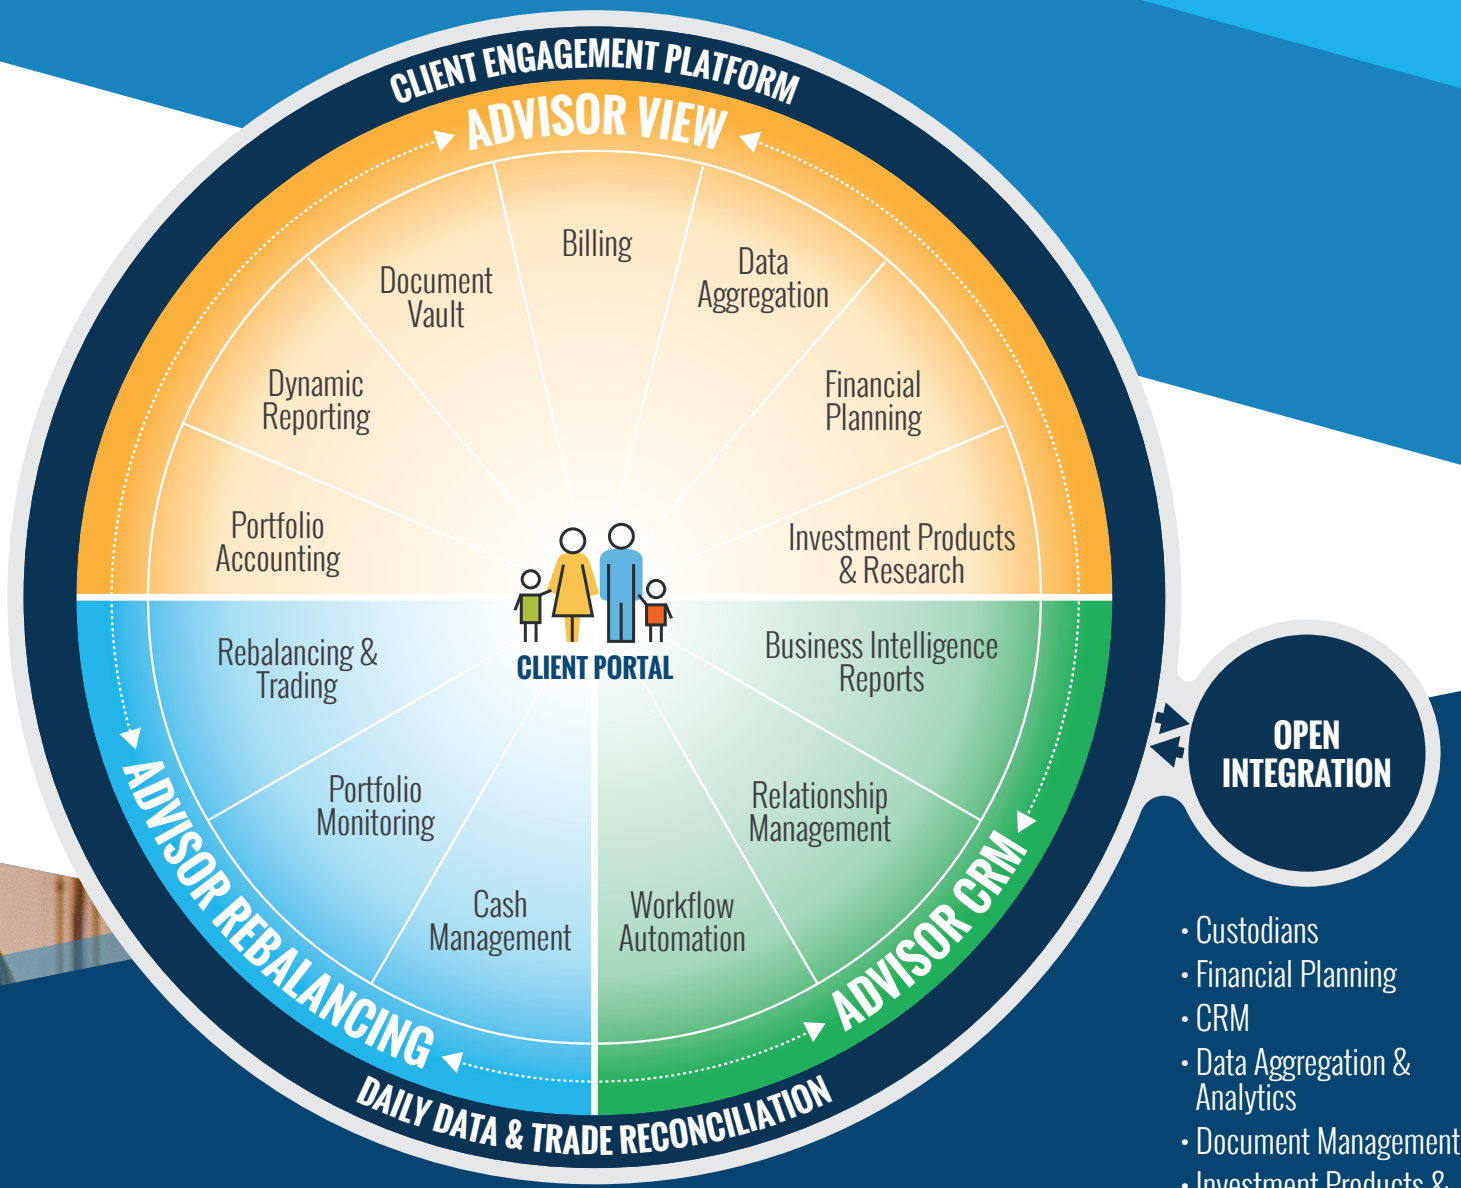 CLIENT ENGAGEMENT PLATFORM
ADVISOR VIEW
Billing
Data
Aggregation
Document
Vault
Financial
Planning
Dynamic
Reporting
Investment Products
& Research
Portfolio
Accounting
CLIENT PORTAL
Rebalancing &
Trading
Business Intelligence
Reports
Portfolio
Monitoring
Relationship
Management
Cash
Management
Workflow
Automation
ADVISOR REBALANCING
ADVISOR CRM
DAILY DATA & TRADE RECONCILIATION
OPEN
INTEGRATION
• Custodians
• Financial Planning
• CRM
• Data Aggregation &
Analytics
• Document Management
• Investment Products &